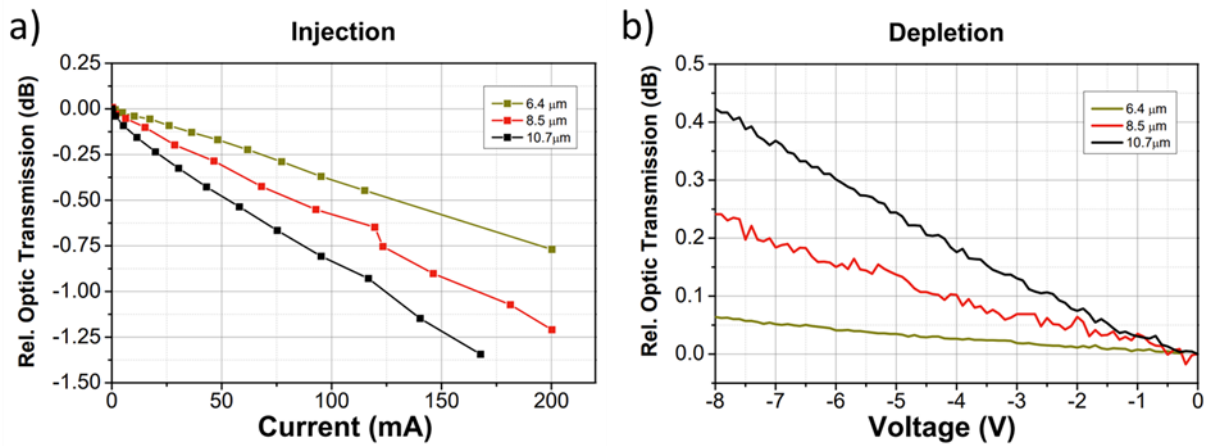 a)
Injection
Rel. Optic Transmission (dB)
0.25
0.00
-0.25
-0.50
-0.75
-1.00
-1.25
-1.50
6.4 μm
8.5 μm
10.7μm
0 50 100 150 200
Current (mA)
b)
Depletion
Rel. Optic Transmission (dB)
0.5
0.4
0.3
0.2
0.1
0.0
6.4 μm
8.5 μm
10.7μm
-8 -7 -6 -5 -4 -3 -2 -1 0
Voltage (V)